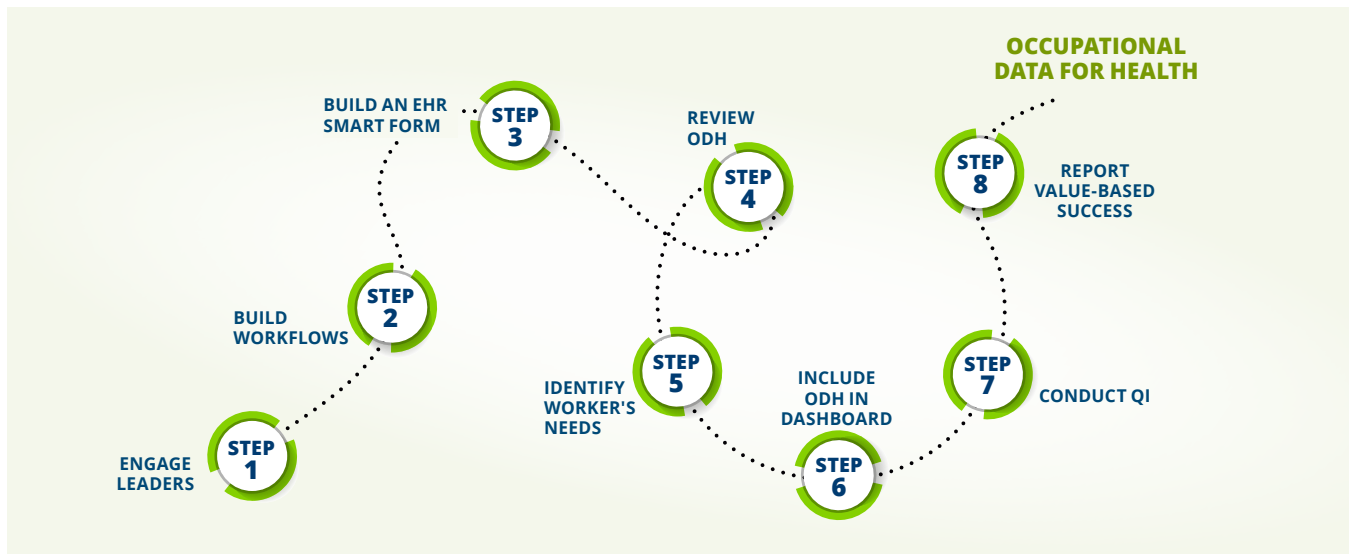 OCCUPATIONAL
DATA FOR HEALTH
STEP
1
ENGAGE
LEADERS
STEP
2
BUILD
WORKFLOWS
STEP
3
BUILD AN EHR
SMART FORM
STEP
4
REVIEW
ODH
STEP
5
IDENTIFY
WORKER'S
NEEDS
STEP
6
INCLUDE
ODH IN
DASHBOARD
STEP
7
CONDUCT QI
STEP
8
REPORT
VALUE-BASED
SUCCESS